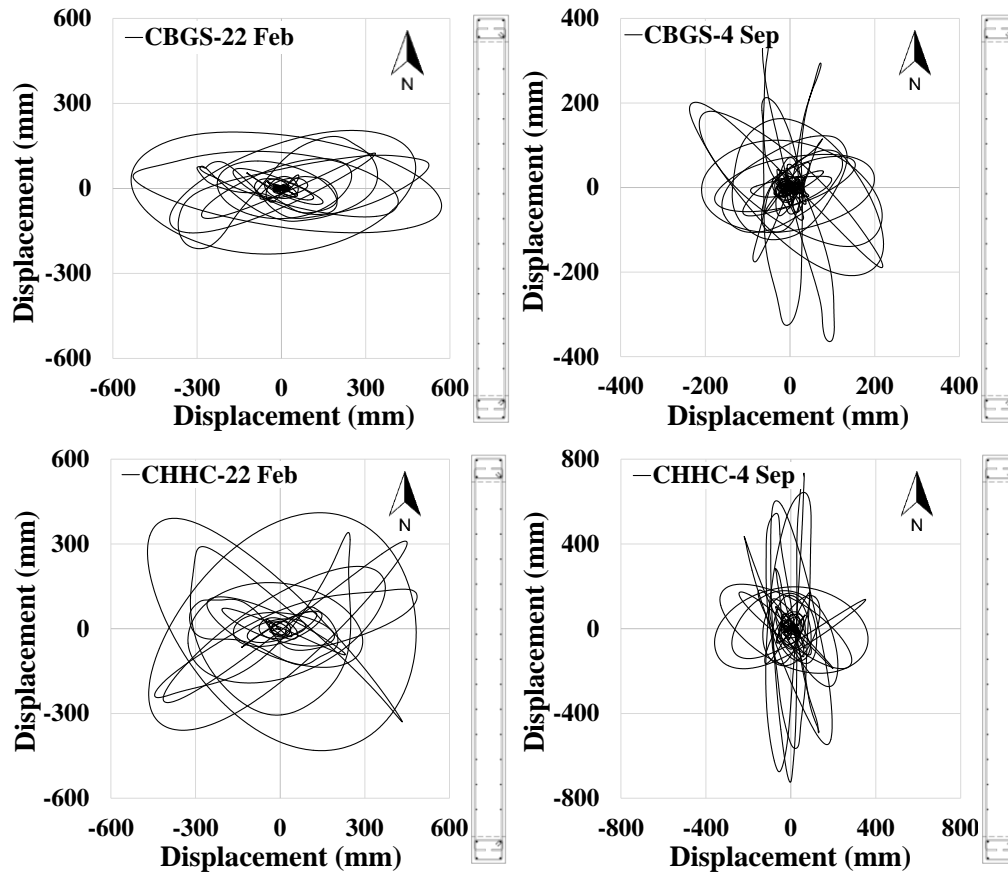 CBGS-22 Feb
N
600
300
0
-300
-600
-600 -300 0 300 600
Displacement (mm)
Displacement (mm)
CBGS-4 Sep
N
400
200
0
-200
-400
-400 -200 0 200 400
Displacement (mm)
Displacement (mm)
CHHC-22 Feb
N
600
300
0
-300
-600
-600 -300 0 300 600
Displacement (mm)
Displacement (mm)
CHHC-4 Sep
N
800
400
0
-400
-800
-800 -400 0 400 800
Displacement (mm)
Displacement (mm)